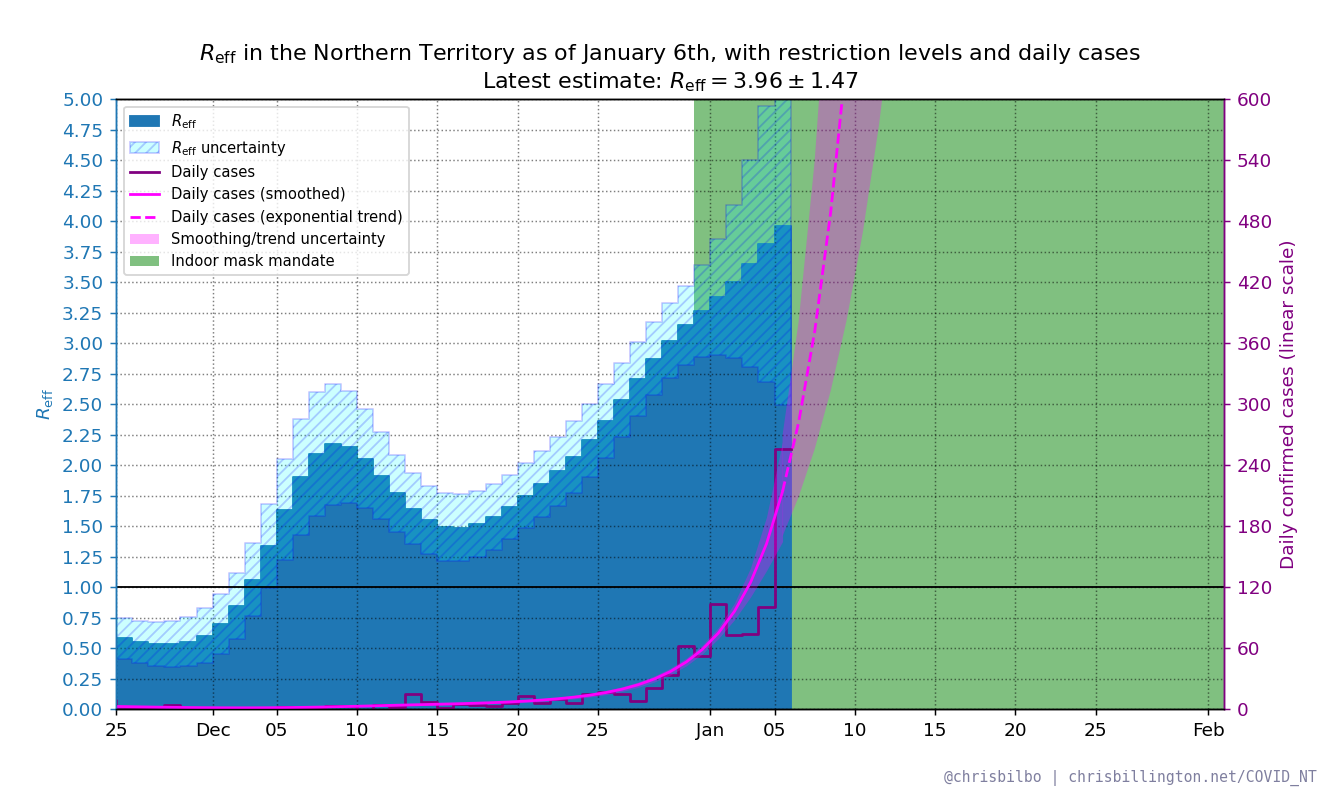 R_eff in the Northern Territory as of January 6th, with restriction levels and daily cases
Latest estimate: R_eff = 3.96 ± 1.47
R_eff
R_eff uncertainty
Daily cases
Daily cases (smoothed)
Daily cases (exponential trend)
Smoothing/trend uncertainty
Indoor mask mandate
5.00
4.75
4.50
4.25
4.00
3.75
3.50
3.25
3.00
2.75
2.50
2.25
2.00
1.75
1.50
1.25
1.00
0.75
0.50
0.25
0.00
R_eff
600
540
480
420
360
300
240
180
120
60
0
Daily confirmed cases (linear scale)
25 Dec 05 10 15 20 25 Jan 05 10 15 20 25 Feb
@chrisbilbo | chrisbillington.net/COVID_NT